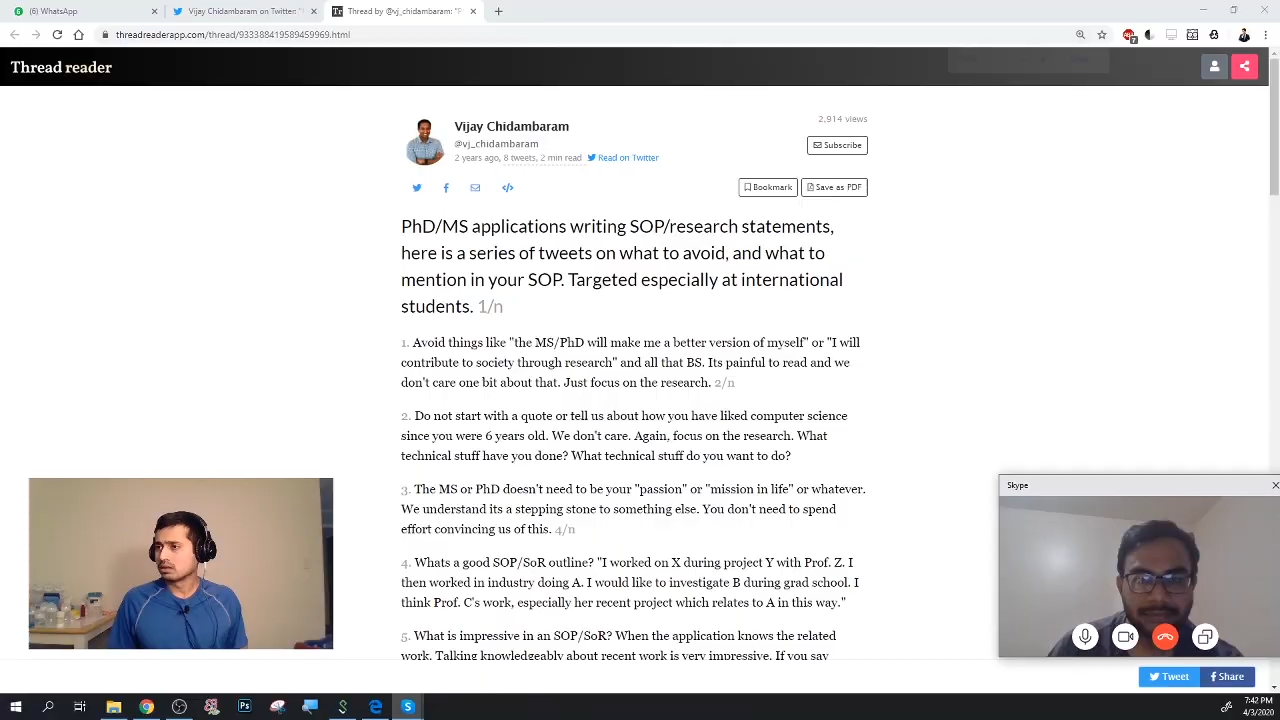 (6) WhatsApp
Vijay Chidambaram on Twitter: "
Thread by @vj_chidambaram: "P
threadreaderapp.com/thread/933388419589459969.html
Thread reader
Vijay Chidambaram
2,914 views
@vj_chidambaram
2 years ago, 8 tweets, 2 min read Read on Twitter
Subscribe
Bookmark
Save as PDF
PhD/MS applications writing SOP/research statements,
here is a series of tweets on what to avoid, and what to
mention in your SOP. Targeted especially at international
students. 1/n
1. Avoid things like "the MS/PhD will make me a better version of myself" or "I will
contribute to society through research" and all that BS. Its painful to read and we
don't care one bit about that. Just focus on the research. 2/n
2. Do not start with a quote or tell us about how you have liked computer science
since you were 6 years old. We don't care. Again, focus on the research. What
technical stuff have you done? What technical stuff do you want to do?
3. The MS or PhD doesn't need to be your "passion" or "mission in life" or whatever.
We understand its a stepping stone to something else. You don't need to spend
effort convincing us of this. 4/n
4. Whats a good SOP/SoR outline? "I worked on X during project Y with Prof. Z. I
then worked in industry doing A. I would like to investigate B during grad school. I
think Prof. C's work, especially her recent project which relates to A in this way."
5. What is impressive in an SOP/SoR? When the application knows the related
work. Talking knowledgeably about recent work is very impressive. If you say
Skype
Tweet
Share
7:42 PM
4/3/2020